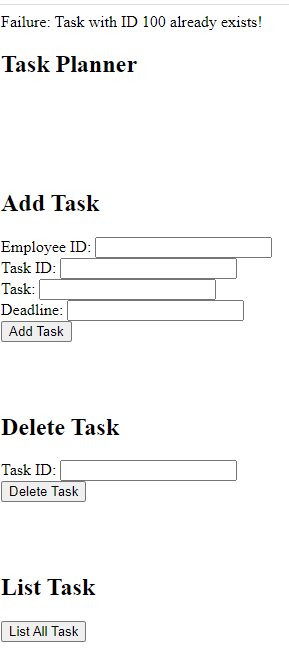 Failure: Task with ID 100 already exists!
Task Planner
Add Task
Employee ID:
Task ID:
Task:
Deadline:
Add Task
Delete Task
Task ID:
Delete Task
List Task
List All Task